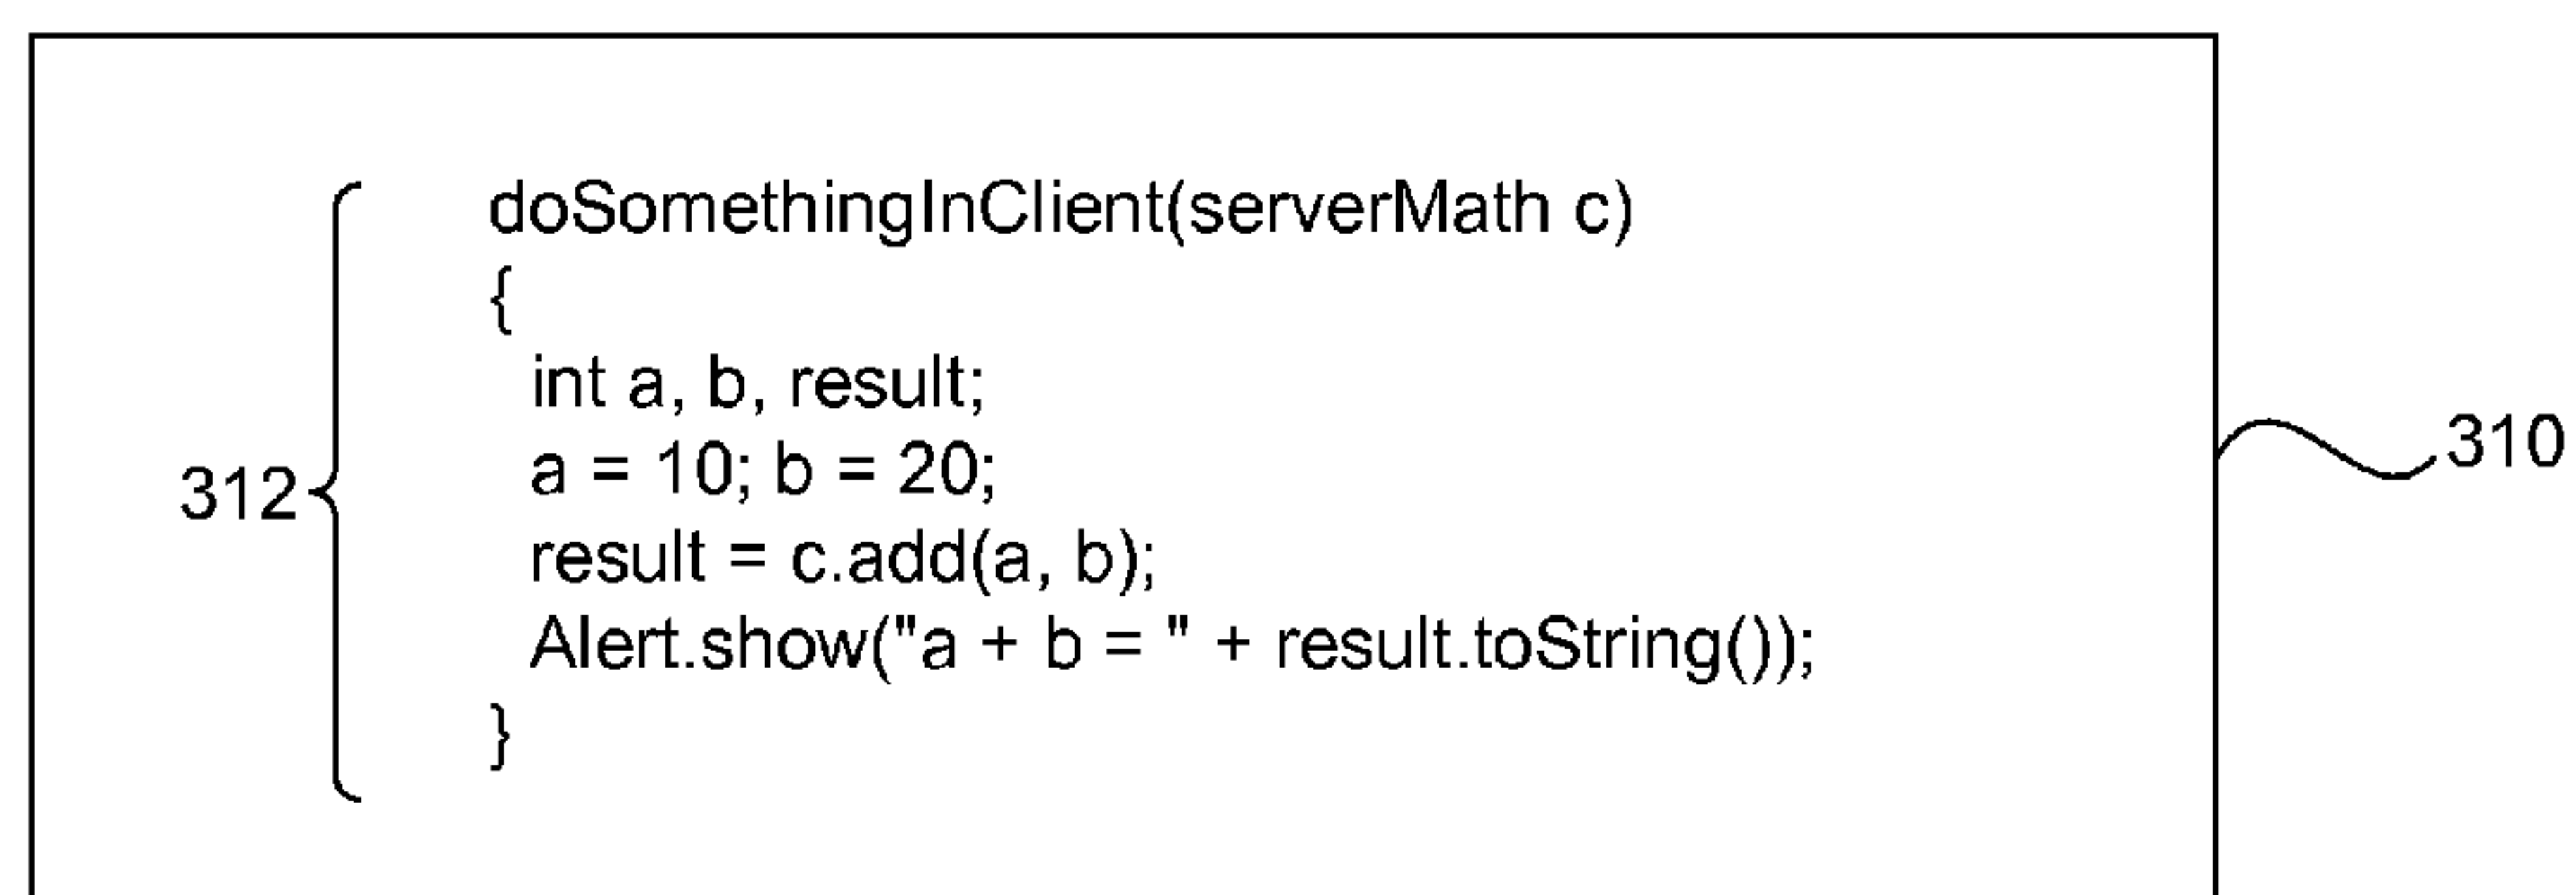 doSomethingInClient(serverMath c)
{
int a, b, result;
a = 10; b = 20;
result = c.add(a, b);
Alert.show("a + b = " + result.toString());
}
312
310